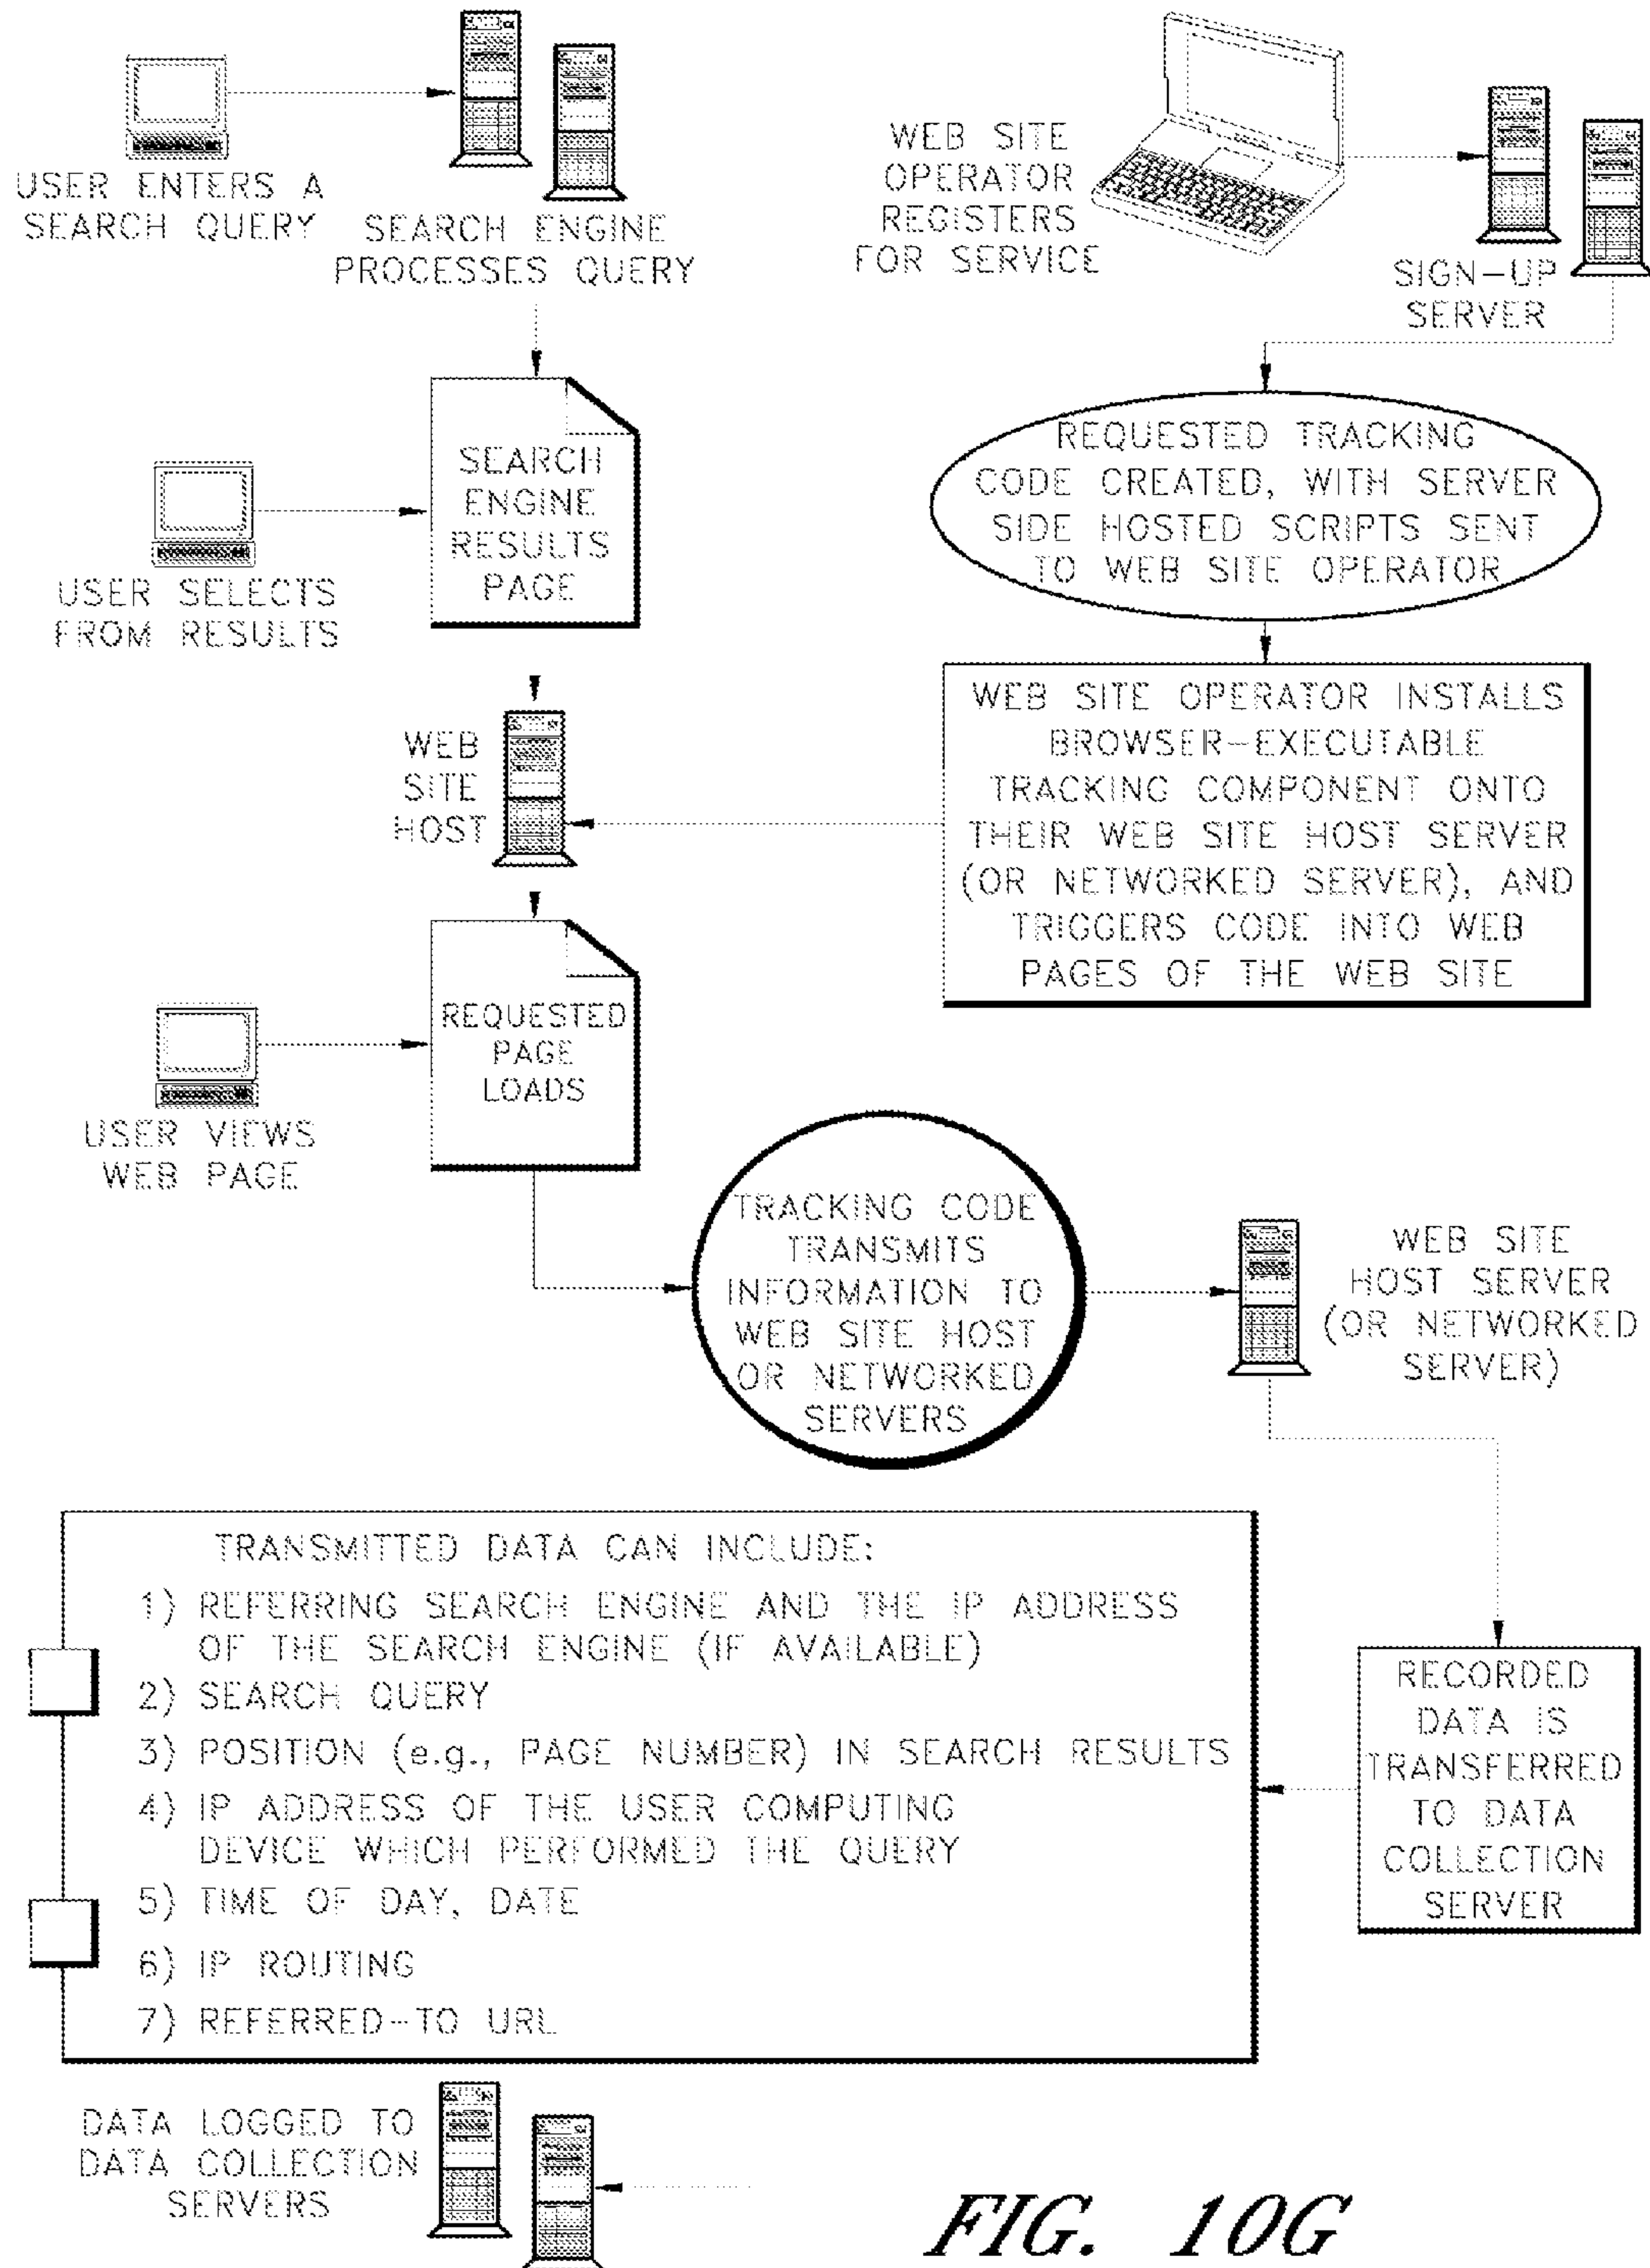 USER ENTERS A
SEARCH QUERY
SEARCH ENGINE
PROCESSES QUERY
WEB SITE
OPERATOR
REGISTERS
FOR SERVICE
SIGN-UP
SERVER
SEARCH
ENGINE
RESULTS
PAGE
USER SELECTS
FROM RESULTS
REQUESTED TRACKING
CODE CREATED, WITH SERVER
SIDE HOSTED SCRIPTS SENT
TO WEB SITE OPERATOR
WEB
SITE
HOST
WEB SITE OPERATOR INSTALLS
BROWSER-EXECUTABLE
TRACKING COMPONENT ONTO
THEIR WEB SITE HOST SERVER
(OR NETWORKED SERVER), AND
TRIGGERS CODE INTO WEB
PAGES OF THE WEB SITE
REQUESTED
PAGE
LOADS
USER VIEWS
WEB PAGE
TRACKING CODE
TRANSMITS
INFORMATION TO
WEB SITE HOST
OR NETWORKED
SERVERS
WEB SITE
HOST SERVER
(OR NETWORKED
SERVER)
TRANSMITTED DATA CAN INCLUDE:
1) REFERRING SEARCH ENGINE AND THE IP ADDRESS
OF THE SEARCH ENGINE (IF AVAILABLE)
2) SEARCH QUERY
3) POSITION (e.g., PAGE NUMBER) IN SEARCH RESULTS
4) IP ADDRESS OF THE USER COMPUTING
DEVICE WHICH PERFORMED THE QUERY
5) TIME OF DAY, DATE
6) IP ROUTING
7) REFERRED-TO URL
RECORDED
DATA IS
TRANSFERRED
TO DATA
COLLECTION
SERVER
DATA LOGGED TO
DATA COLLECTION
SERVERS
FIG. 10G